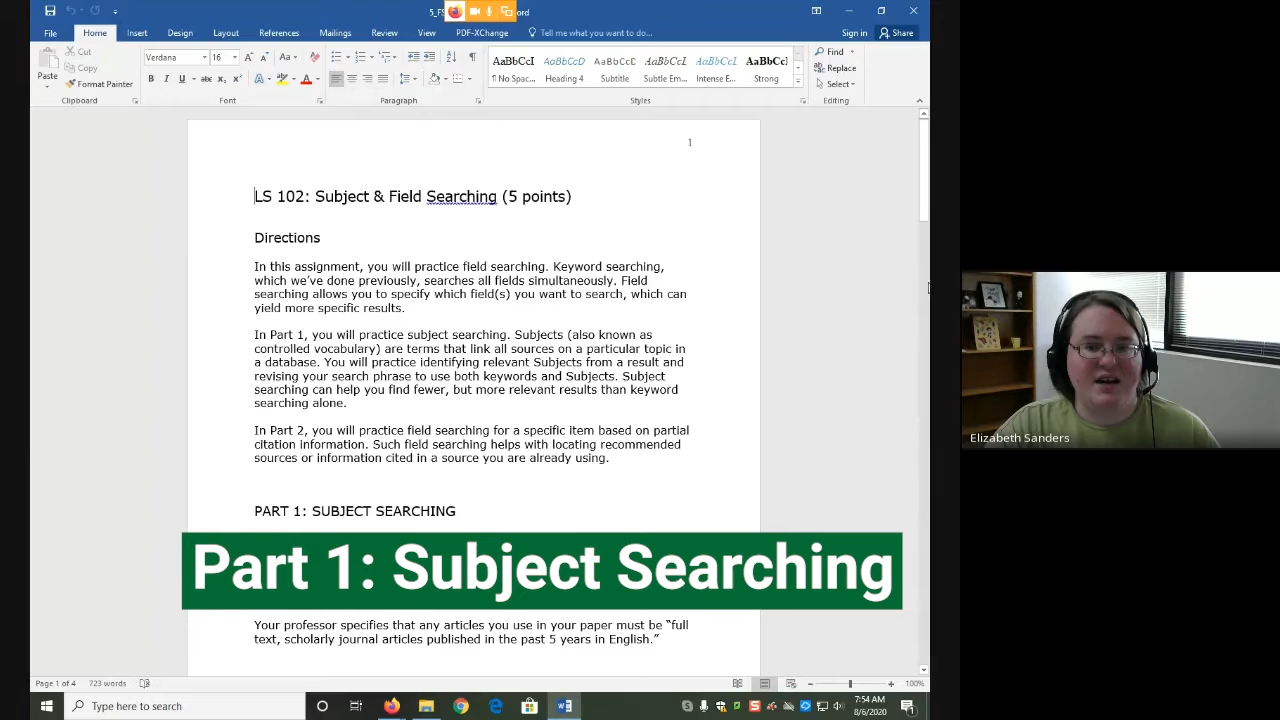 5_FS
ord
File
Home
Insert
Design
Layout
References
Mailings
Review
View
PDF-XChange
Tell me what you want to do...
Sign in
Share
Paste
Cut
Copy
Format Painter
Clipboard
Verdana
16
Font
Paragraph
AaBbCcI
AaBbCcD
AaBbCcD
AaBbCcL
AaBbCcL
AaBbCc
¶ No Spac...
Heading 4
Subtitle
Subtle Em...
Intense E...
Strong
Styles
Find
Replace
Select
Editing
1
LS 102: Subject & Field Searching (5 points)
Directions
In this assignment, you will practice field searching. Keyword searching,
which we’ve done previously, searches all fields simultaneously. Field
searching allows you to specify which field(s) you want to search, which can
yield more specific results.
In Part 1, you will practice subject searching. Subjects (also known as
controlled vocabulary) are terms that link all sources on a particular topic in
a database. You will practice identifying relevant Subjects from a result and
revising your search phrase to use both keywords and Subjects. Subject
searching can help you find fewer, but more relevant results than keyword
searching alone.
In Part 2, you will practice field searching for a specific item based on partial
citation information. Such field searching helps with locating recommended
sources or information cited in a source you are already using.
PART 1: SUBJECT SEARCHING
Part 1: Subject Searching
Your professor specifies that any articles you use in your paper must be “full
text, scholarly journal articles published in the past 5 years in English.”
Elizabeth Sanders
Page 1 of 4
723 words
100%
Type here to search
7:54 AM
8/6/2020